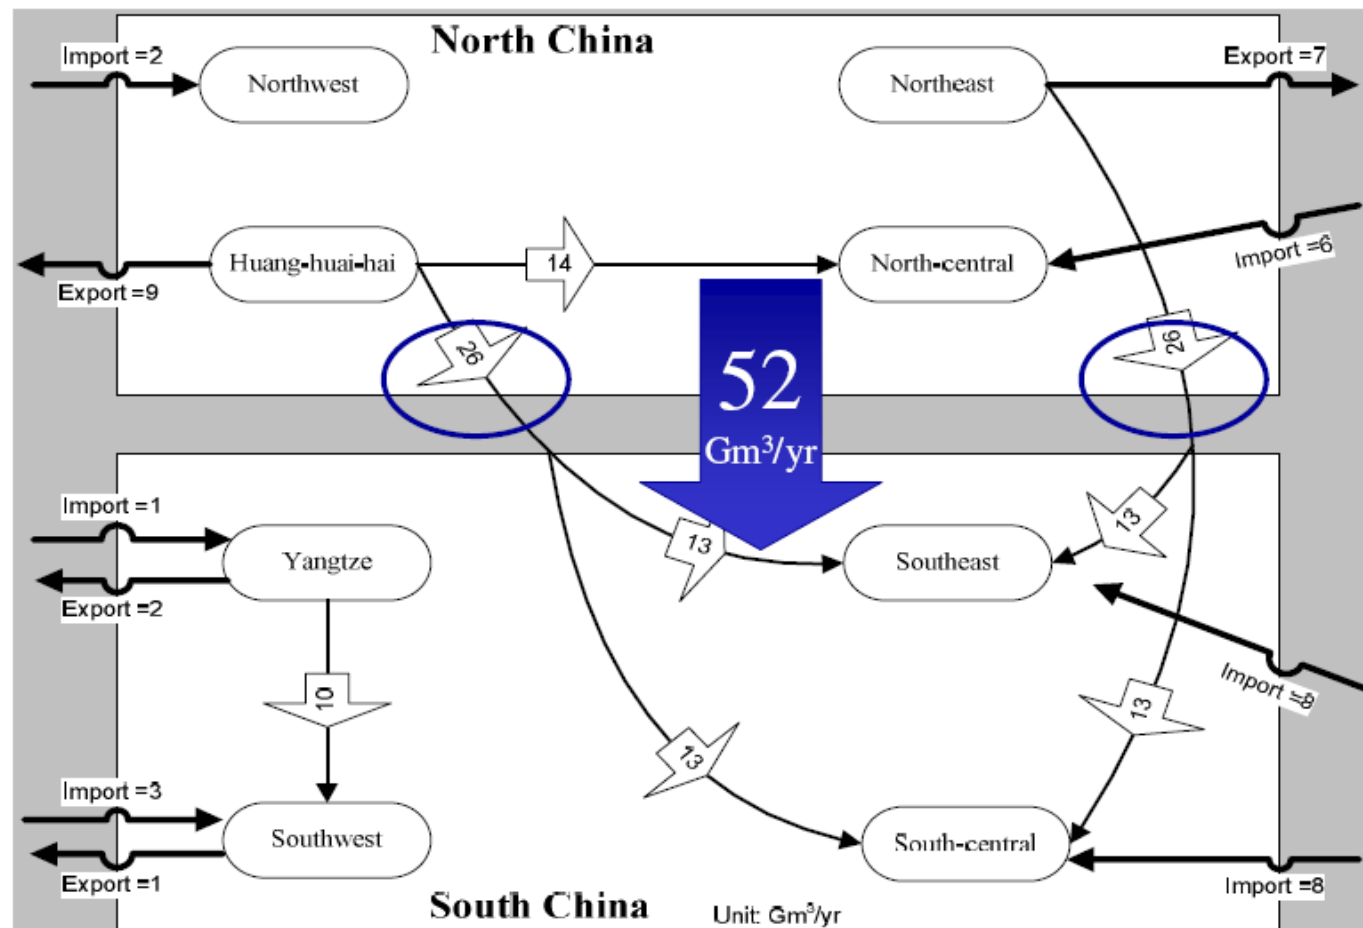 North China
Import =2
Northwest
Northeast
Export =7
Huang-huai-hai
14
North-central
Import =6
Export =9
26
26
52
Gm³/yr
Import =1
Yangtze
Export =2
13
Southeast
13
Import =8
10
13
13
Import =3
Southwest
Export =1
South-central
Import =8
South China
Unit: Gm³/yr